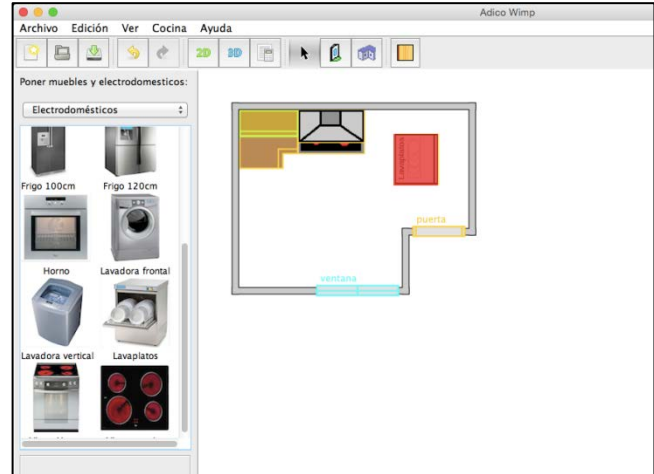 Adico Wimp
Archivo Edición Ver Cocina Ayuda
2D 3D
Poner muebles y electrodomesticos:
Electrodomésticos
Frigo 100cm Frigo 120cm
Horno Lavadora frontal
Lavadora vertical Lavaplatos
Lavaplatos
puerta
ventana